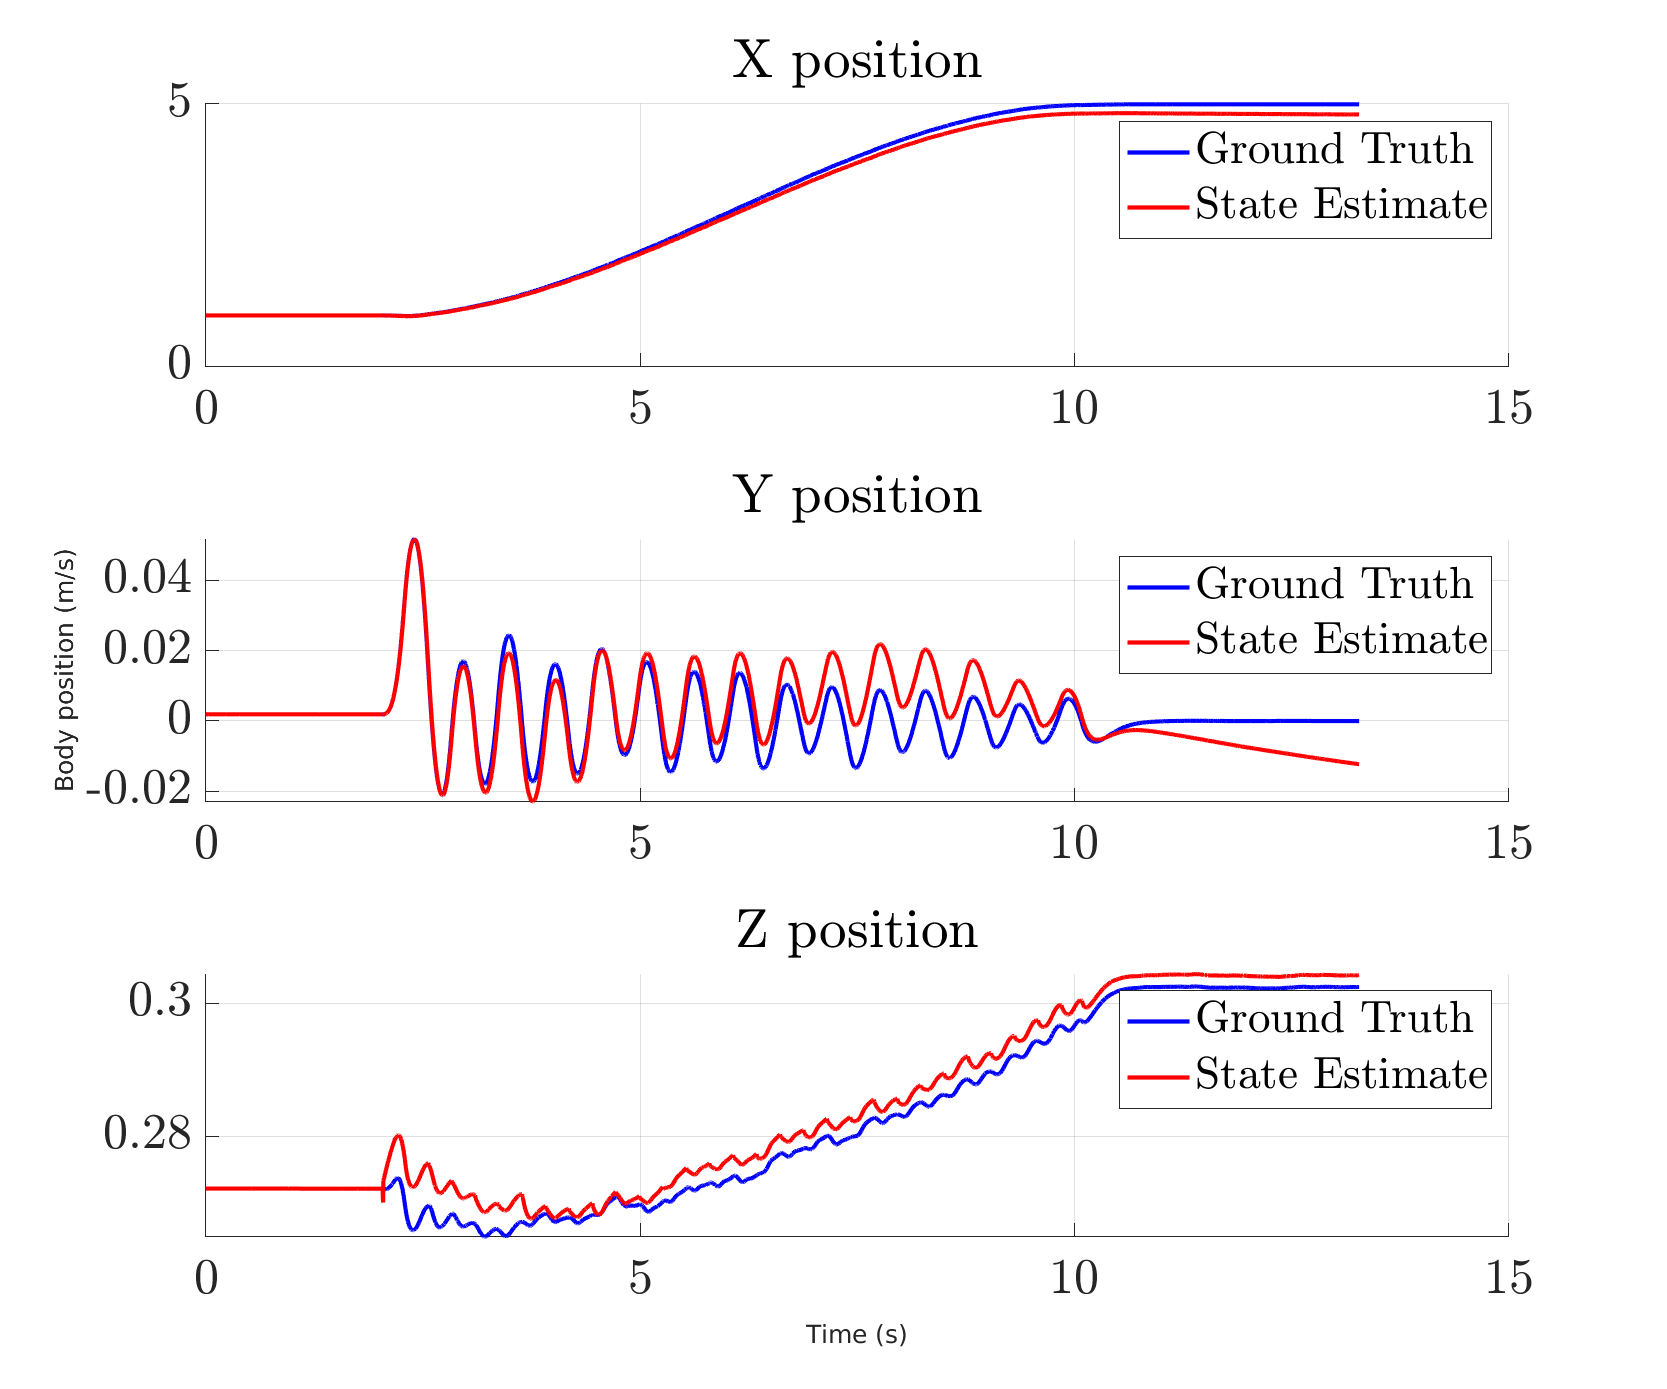 X position
5
0
0 5 10 15
Ground Truth
State Estimate
Y position
Body position (m/s)
0.04
0.02
0
-0.02
0 5 10 15
Ground Truth
State Estimate
Z position
0.3
0.28
0 5 10 15
Ground Truth
State Estimate
Time (s)